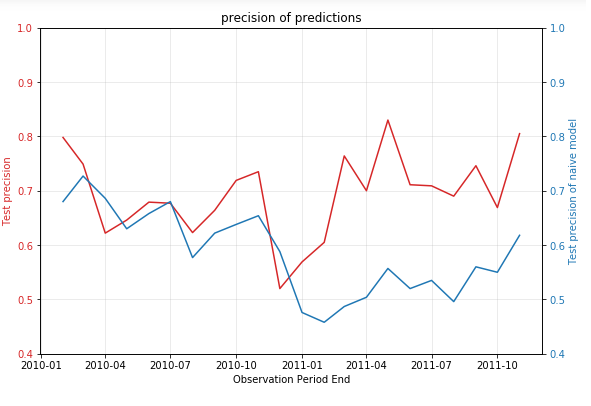 precision of predictions
1.0
0.9
0.8
0.7
0.6
0.5
0.4
Test precision
1.0
0.9
0.8
0.7
0.6
0.5
0.4
Test precision of naive model
2010-01 2010-04 2010-07 2010-10 2011-01 2011-04 2011-07 2011-10
Observation Period End